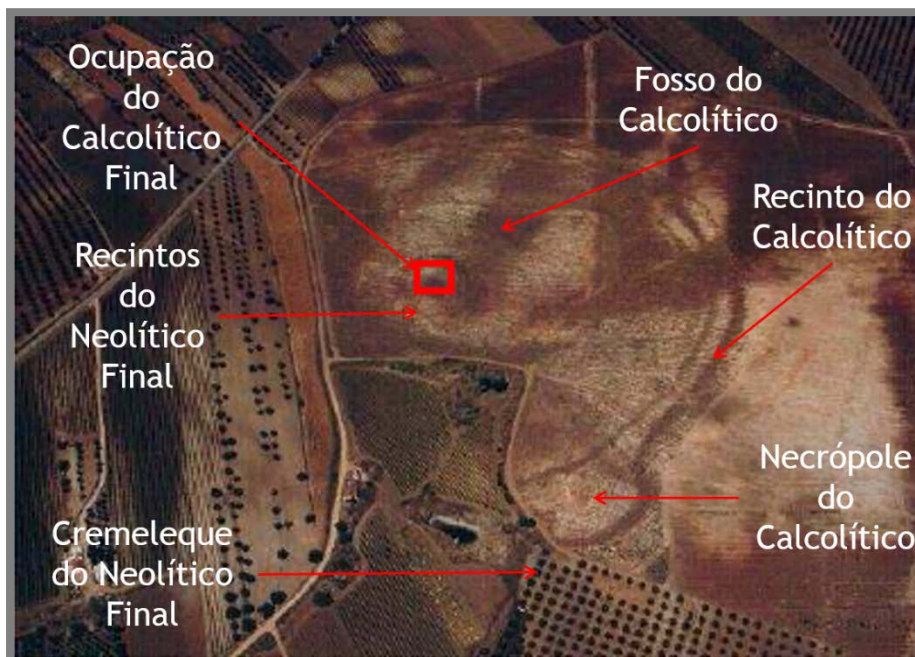 Ocupação
do
Calcolítico
Final
Fosso do
Calcolítico
Recinto do
Calcolítico
Recintos
do
Neolítico
Final
Necrópole
do
Calcolítico
Cremeleque
do Neolítico
Final